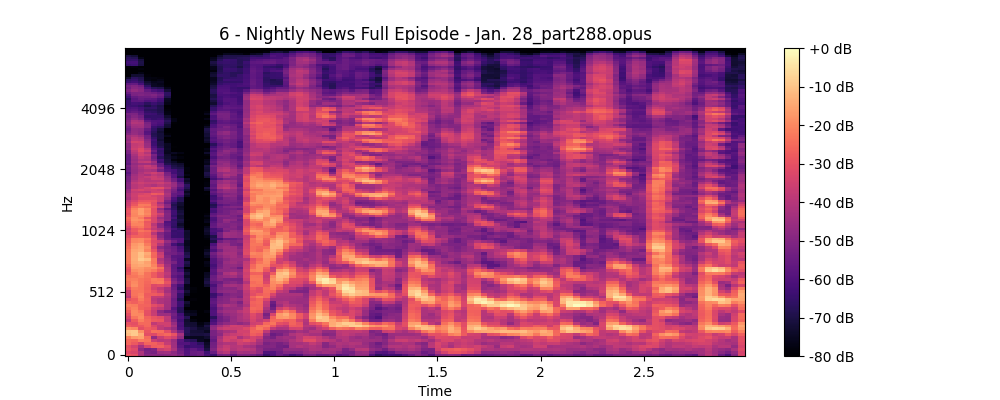 6 - Nightly News Full Episode - Jan. 28_part288.opus
Hz
4096
2048
1024
512
0
0 0.5 1 1.5 2 2.5
Time
+0 dB
-10 dB
-20 dB
-30 dB
-40 dB
-50 dB
-60 dB
-70 dB
-80 dB